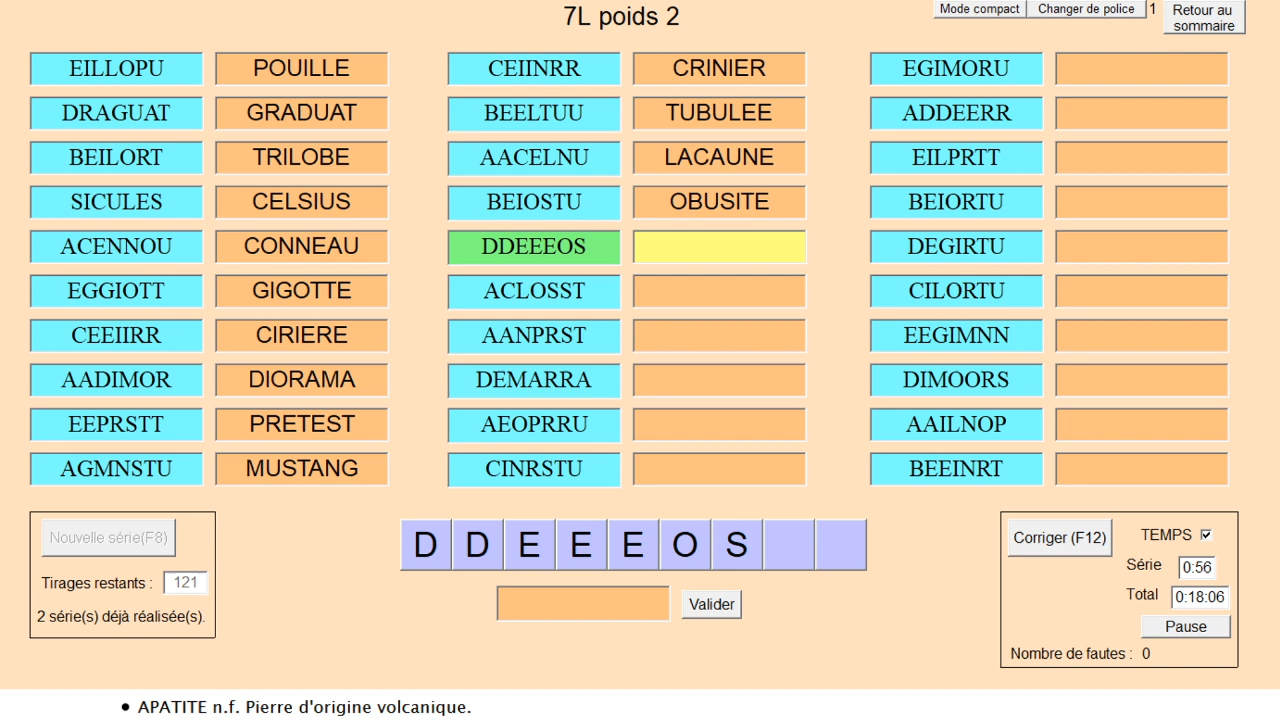 7L poids 2
Mode compact
Changer de police
1
Retour au
sommaire
EILLOPU POUILLE CEIINRR CRINIER EGIMORU
DRAGUAT GRADUAT BEELTUU TUBULEE ADDEERR
BEILORT TRILOBE AACELNU LACAUNE EILPRTT
SICULES CELSIUS BEIOSTU OBUSITE BEIORTU
ACENNOU CONNEAU DDEEEOS DEGIRTU
EGGIOTT GIGOTTE ACLOSST CILORTU
CEEIIRR CIRIERE AANPRST EEGIMNN
AADIMOR DIORAMA DEMARRA DIMOORS
EEPRSTT PRETEST AEOPRRU AAILNOP
AGMNSTU MUSTANG CINRSTU BEEINRT
Nouvelle série(F8)
Tirages restants : 121
2 série(s) déjà réalisée(s).
D D E E E O S
Valider
Corriger (F12)
TEMPS
Série 0:56
Total 0:18:06
Pause
Nombre de fautes : 0
• APATITE n.f. Pierre d'origine volcanique.